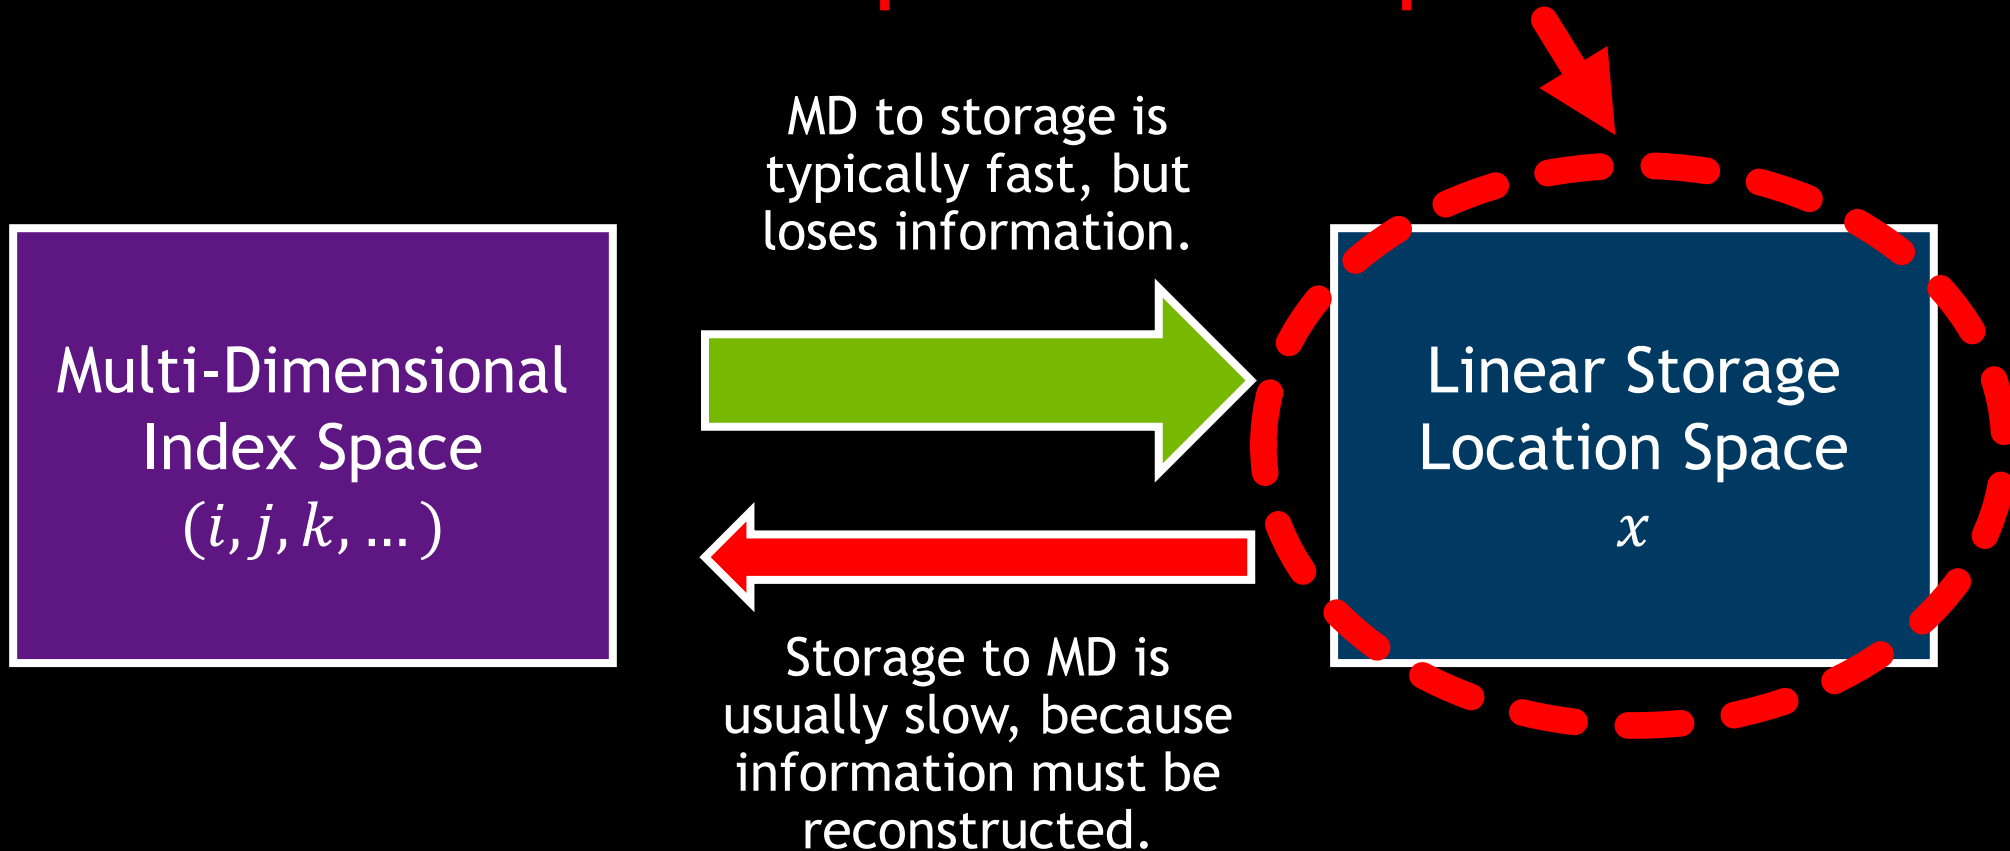 MD to storage is
typically fast, but
loses information.
Multi-Dimensional
Index Space
(i, j, k, … )
Linear Storage
Location Space
x
Storage to MD is
usually slow, because
information must be
reconstructed.